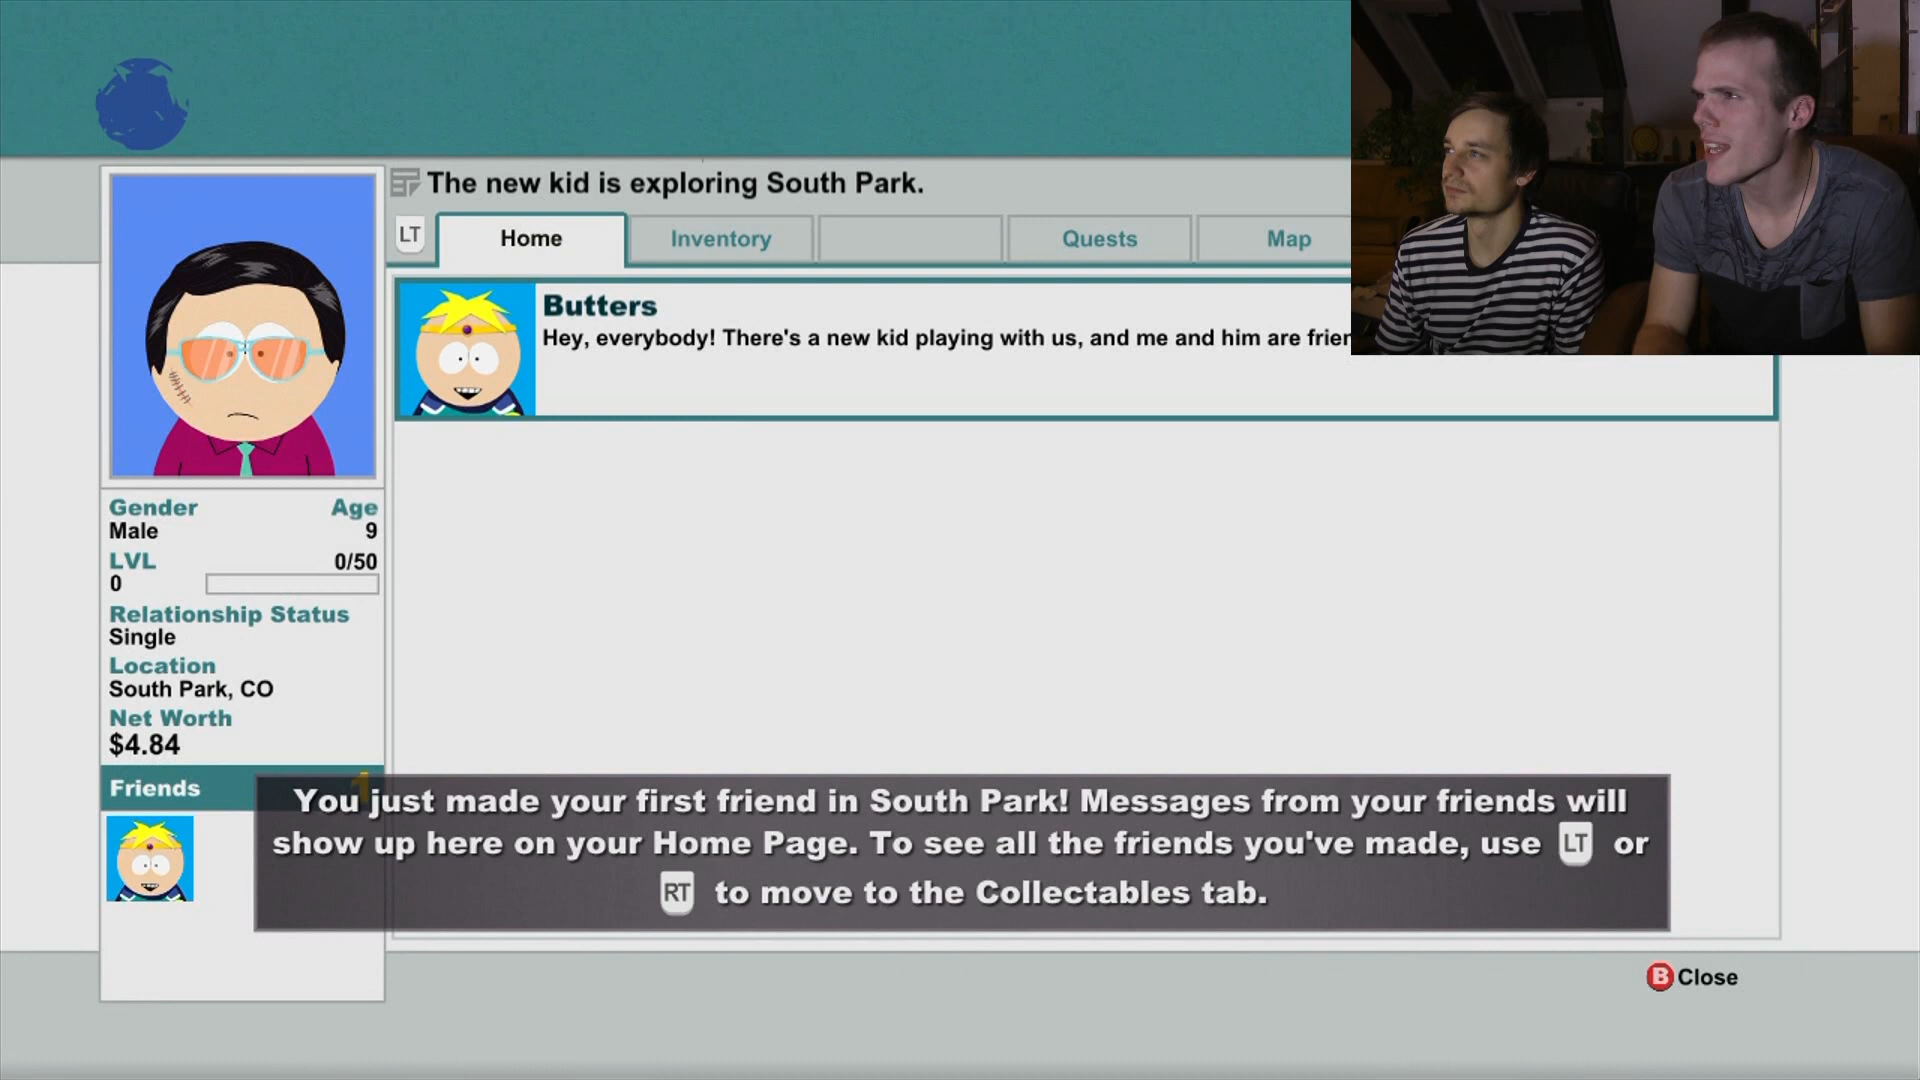 The new kid is exploring South Park.
LT
Home
Inventory
Quests
Map
Butters
Hey, everybody! There's a new kid playing with us, and me and him are
Gender
Age
Male
9
LVL
0/50
0
Relationship Status
Single
Location
South Park, CO
Net Worth
$4.84
Friends
1
You just made your first friend in South Park! Messages from your friends will
show up here on your Home Page. To see all the friends you've made, use LT or
RT to move to the Collectables tab.
B Close